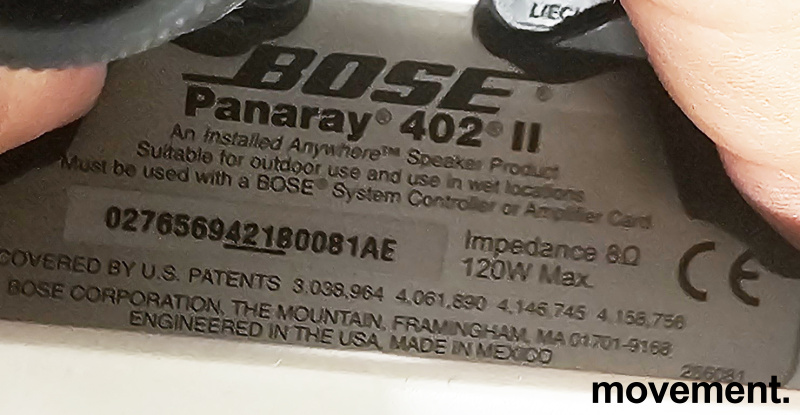 LIECH
BOSE®
Panaray® 402® II
An Installed Anywhere™ Speaker Product
Suitable for outdoor use and use in wet locations
Must be used with a BOSE® System Controller or Amplifier Card
027656942180081AE
Impedance 8Ω
120W Max.
CE
COVERED BY U.S. PATENTS 3,038,964 4,061,890 4,146,745 4,158,756
BOSE CORPORATION, THE MOUNTAIN, FRAMINGHAM, MA 01701-9168
ENGINEERED IN THE USA, MADE IN MEXICO
movement.